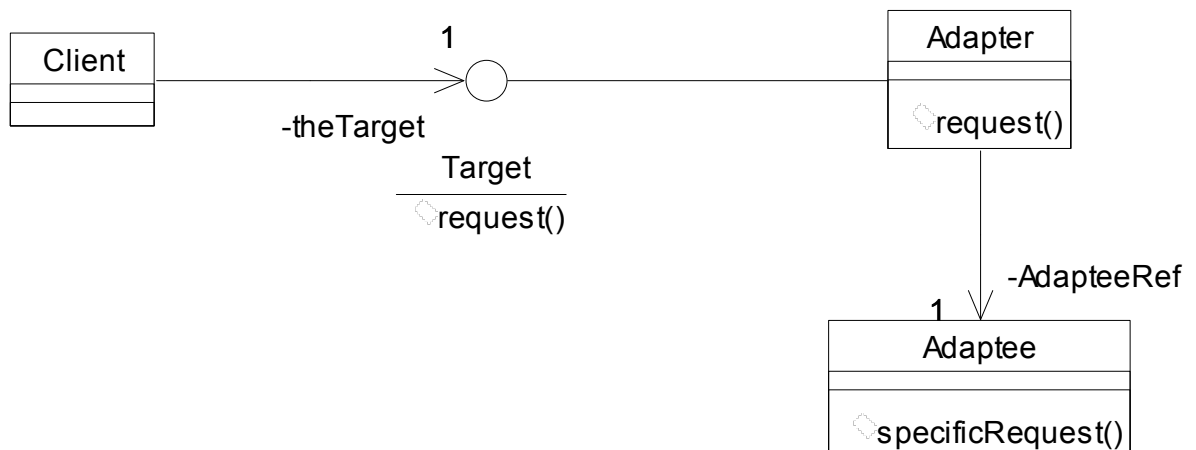 Client
1
-theTarget
Target
request()
Adapter
request()
-AdapteeRef
1
Adaptee
specificRequest()